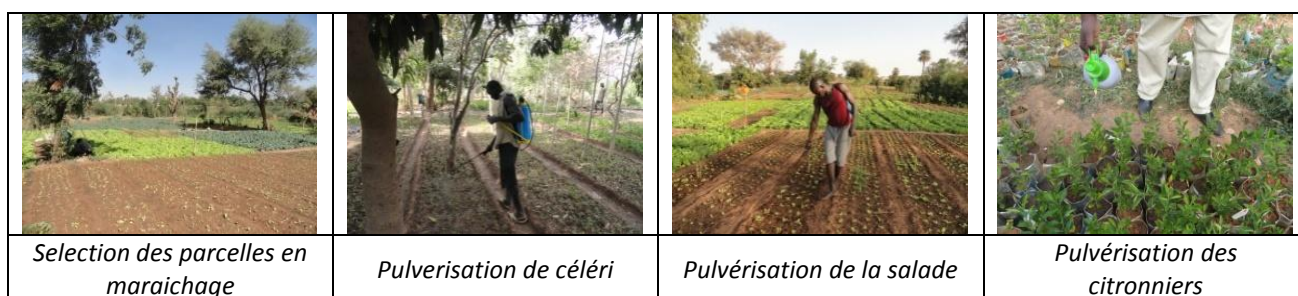 Selection des parcelles en
maraichage
Pulverisation de céléri
Pulvérisation de la salade
Pulvérisation des
citronniers